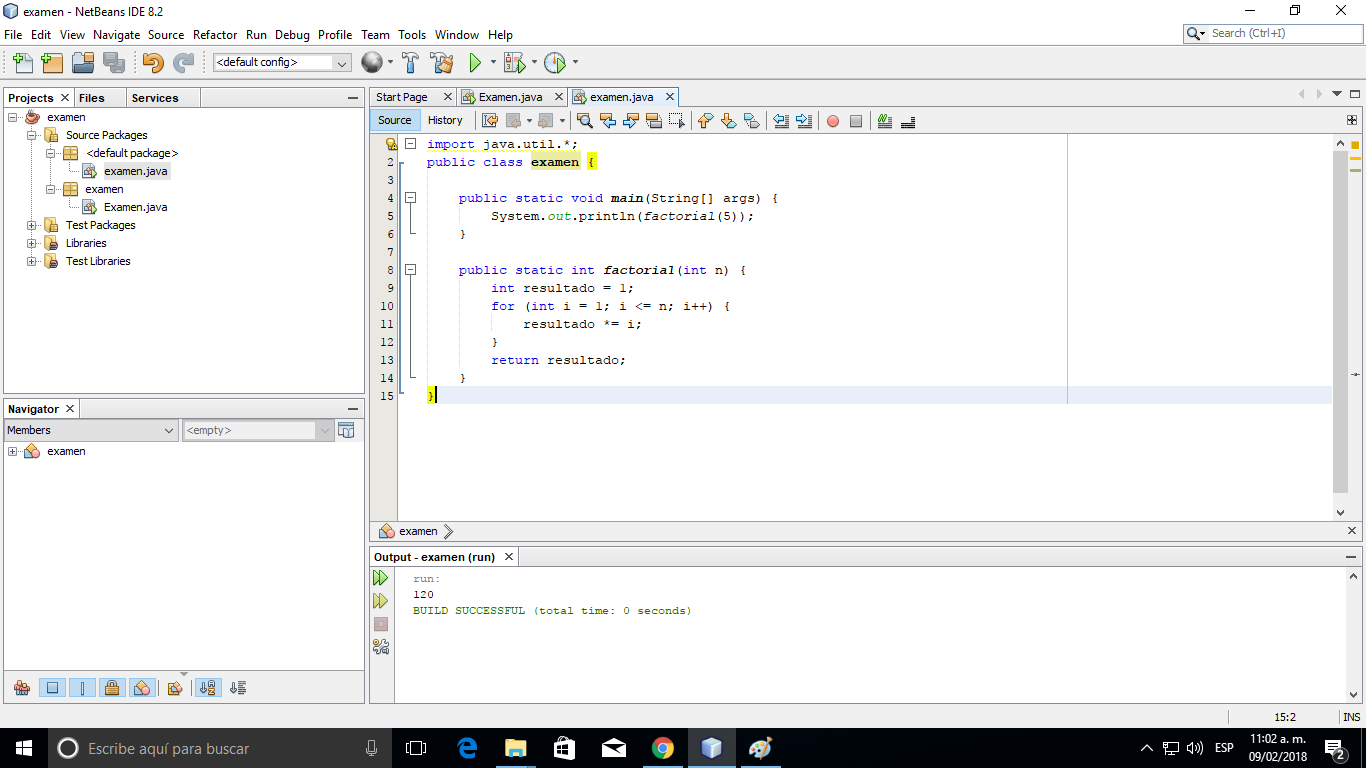 examen - NetBeans IDE 8.2
File Edit View Navigate Source Refactor Run Debug Profile Team Tools Window Help
Search (Ctrl+I)
<default config>
Projects Files Services
examen
Source Packages
<default package>
examen.java
examen
Examen.java
Test Packages
Libraries
Test Libraries
Navigator
Members
<empty>
examen
Start Page Examen.java examen.java
Source History
import java.util.*;
2 public class examen {
3
4 public static void main(String[] args) {
5 System.out.println(factorial(5));
6 }
7
8 public static int factorial(int n) {
9 int resultado = 1;
10 for (int i = 1; i <= n; i++) {
11 resultado *= i;
12 }
13 return resultado;
14 }
15 }
examen
Output - examen (run)
run:
120
BUILD SUCCESSFUL (total time: 0 seconds)
15:2 INS
Escribe aquí para buscar
ESP
11:02 a. m.
09/02/2018
2